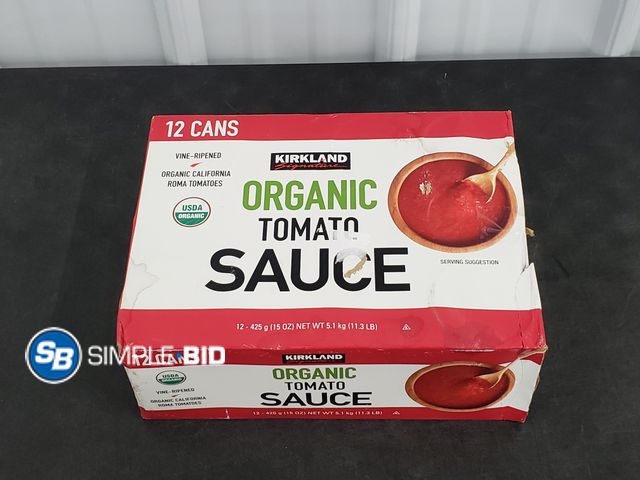 12 CANS
VINE-RIPENED
ORGANIC CALIFORNIA
ROMA TOMATOES
USDA
ORGANIC
KIRKLAND
Signature
ORGANIC
TOMATO
SAUCE
SERVING SUGGESTION
12 - 425 g (15 OZ) NET WT 5.1 kg (11.3 LB)
SB SIMPLE BID
12 CANS
USDA
ORGANIC
VINE-RIPENED
ORGANIC CALIFORNIA
ROMA TOMATOES
KIRKLAND
ORGANIC
TOMATO
SAUCE
12 - 425 g (15 OZ) NET WT 5.1 kg (11.3 LB)